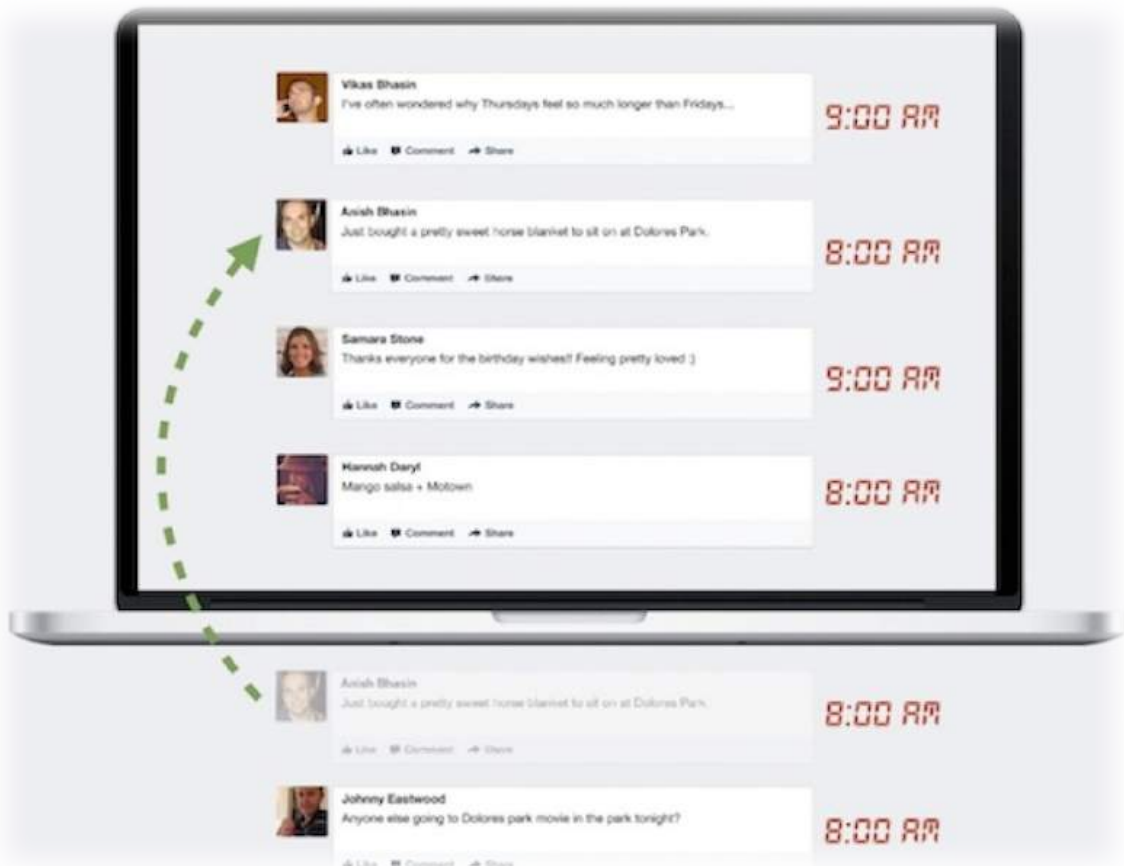 Vikas Bhasin
I've often wondered why Thursdays feel so much longer than Fridays...
9:00 AM
Like Comment Share
Anish Bhasin
Just bought a pretty sweet horse blanket to sit on at Dolores Park.
8:00 AM
Like Comment Share
Samara Stone
Thanks everyone for the birthday wishes!! Feeling pretty loved :)
9:00 AM
Like Comment Share
Hannah Daryl
Mango salsa + Motown
8:00 AM
Like Comment Share
Anish Bhasin
Just bought a pretty sweet horse blanket to sit on at Dolores Park.
8:00 AM
Like Comment Share
Johnny Eastwood
Anyone else going to Dolores park movie in the park tonight?
8:00 AM
Like Comment Share